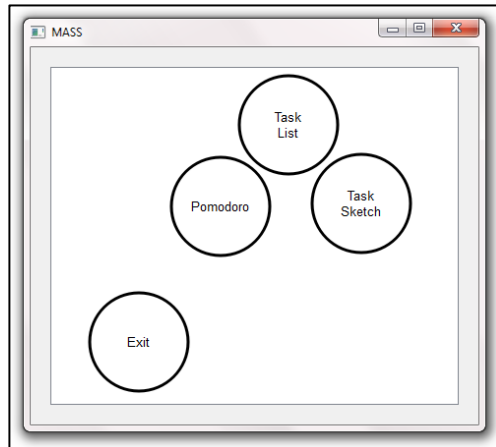 MASS
Task
List
Pomodoro
Task
Sketch
Exit